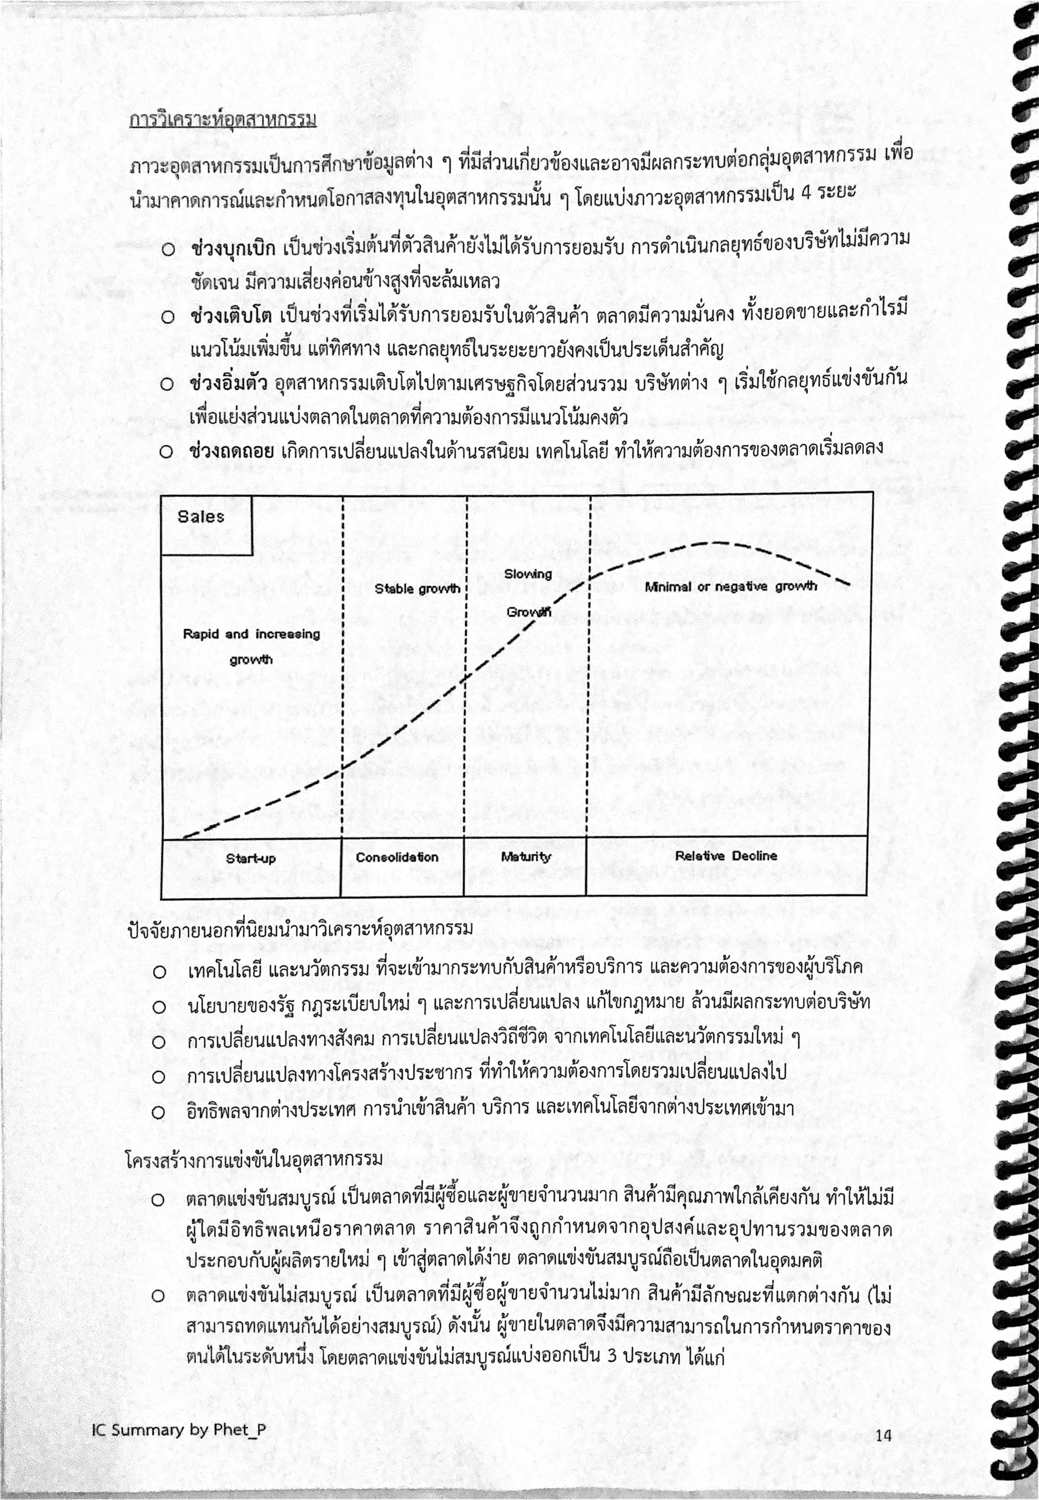 การวิเคราะห์อุตสาหกรรม
ภาวะอุตสาหกรรมเป็นการศึกษาข้อมูลต่าง ๆ ที่มีส่วนเกี่ยวข้องและอาจมีผลกระทบต่อกลุ่มอุตสาหกรรม เพื่อ
นำมาคาดการณ์และกำหนดโอกาสลงทุนในอุตสาหกรรมนั้น ๆ โดยแบ่งภาวะอุตสาหกรรมเป็น 4 ระยะ
○ ช่วงบุกเบิก เป็นช่วงเริ่มต้นที่ตัวสินค้ายังไม่ได้รับการยอมรับ การดำเนินกลยุทธ์ของบริษัทไม่มีความ
ชัดเจน มีความเสี่ยงค่อนข้างสูงที่จะล้มเหลว
○ ช่วงเติบโต เป็นช่วงที่เริ่มได้รับการยอมรับในตัวสินค้า ตลาดมีความมั่นคง ทั้งยอดขายและกำไรมี
แนวโน้มเพิ่มขึ้น แต่ทิศทาง และกลยุทธ์ในระยะยาวยังคงเป็นประเด็นสำคัญ
○ ช่วงอิ่มตัว อุตสาหกรรมเติบโตไปตามเศรษฐกิจโดยส่วนรวม บริษัทต่าง ๆ เริ่มใช้กลยุทธ์แข่งขันกัน
เพื่อแย่งส่วนแบ่งตลาดในตลาดที่ความต้องการมีแนวโน้มคงตัว
○ ช่วงถดถอย เกิดการเปลี่ยนแปลงในด้านรสนิยม เทคโนโลยี ทำให้ความต้องการของตลาดเริ่มลดลง
Sales
Rapid and increasing
growth
Stable growth
Slowing
Growth
Minimal or negative growth
Start-up
Consolidation
Maturity
Relative Decline
ปัจจัยภายนอกที่นิยมนำมาวิเคราะห์อุตสาหกรรม
○ เทคโนโลยี และนวัตกรรม ที่จะเข้ามากระทบกับสินค้าหรือบริการ และความต้องการของผู้บริโภค
○ นโยบายของรัฐ กฎระเบียบใหม่ ๆ และการเปลี่ยนแปลง แก้ไขกฎหมาย ล้วนมีผลกระทบต่อบริษัท
○ การเปลี่ยนแปลงทางสังคม การเปลี่ยนแปลงวิถีชีวิต จากเทคโนโลยีและนวัตกรรมใหม่ ๆ
○ การเปลี่ยนแปลงทางโครงสร้างประชากร ที่ทำให้ความต้องการโดยรวมเปลี่ยนแปลงไป
○ อิทธิพลจากต่างประเทศ การนำเข้าสินค้า บริการ และเทคโนโลยีจากต่างประเทศเข้ามา
โครงสร้างการแข่งขันในอุตสาหกรรม
○ ตลาดแข่งขันสมบูรณ์ เป็นตลาดที่มีผู้ซื้อและผู้ขายจำนวนมาก สินค้ามีคุณภาพใกล้เคียงกัน ทำให้ไม่มี
ผู้ใดมีอิทธิพลเหนือราคาตลาด ราคาสินค้าจึงถูกกำหนดจากอุปสงค์และอุปทานรวมของตลาด
ประกอบกับผู้ผลิตรายใหม่ ๆ เข้าสู่ตลาดได้ง่าย ตลาดแข่งขันสมบูรณ์ถือเป็นตลาดในอุดมคติ
○ ตลาดแข่งขันไม่สมบูรณ์ เป็นตลาดที่มีผู้ซื้อผู้ขายจำนวนไม่มาก สินค้ามีลักษณะที่แตกต่างกัน (ไม่
สามารถทดแทนกันได้อย่างสมบูรณ์) ดังนั้น ผู้ขายในตลาดจึงมีความสามารถในการกำหนดราคาของ
ตนได้ในระดับหนึ่ง โดยตลาดแข่งขันไม่สมบูรณ์แบ่งออกเป็น 3 ประเภท ได้แก่
IC Summary by Phet_P
14